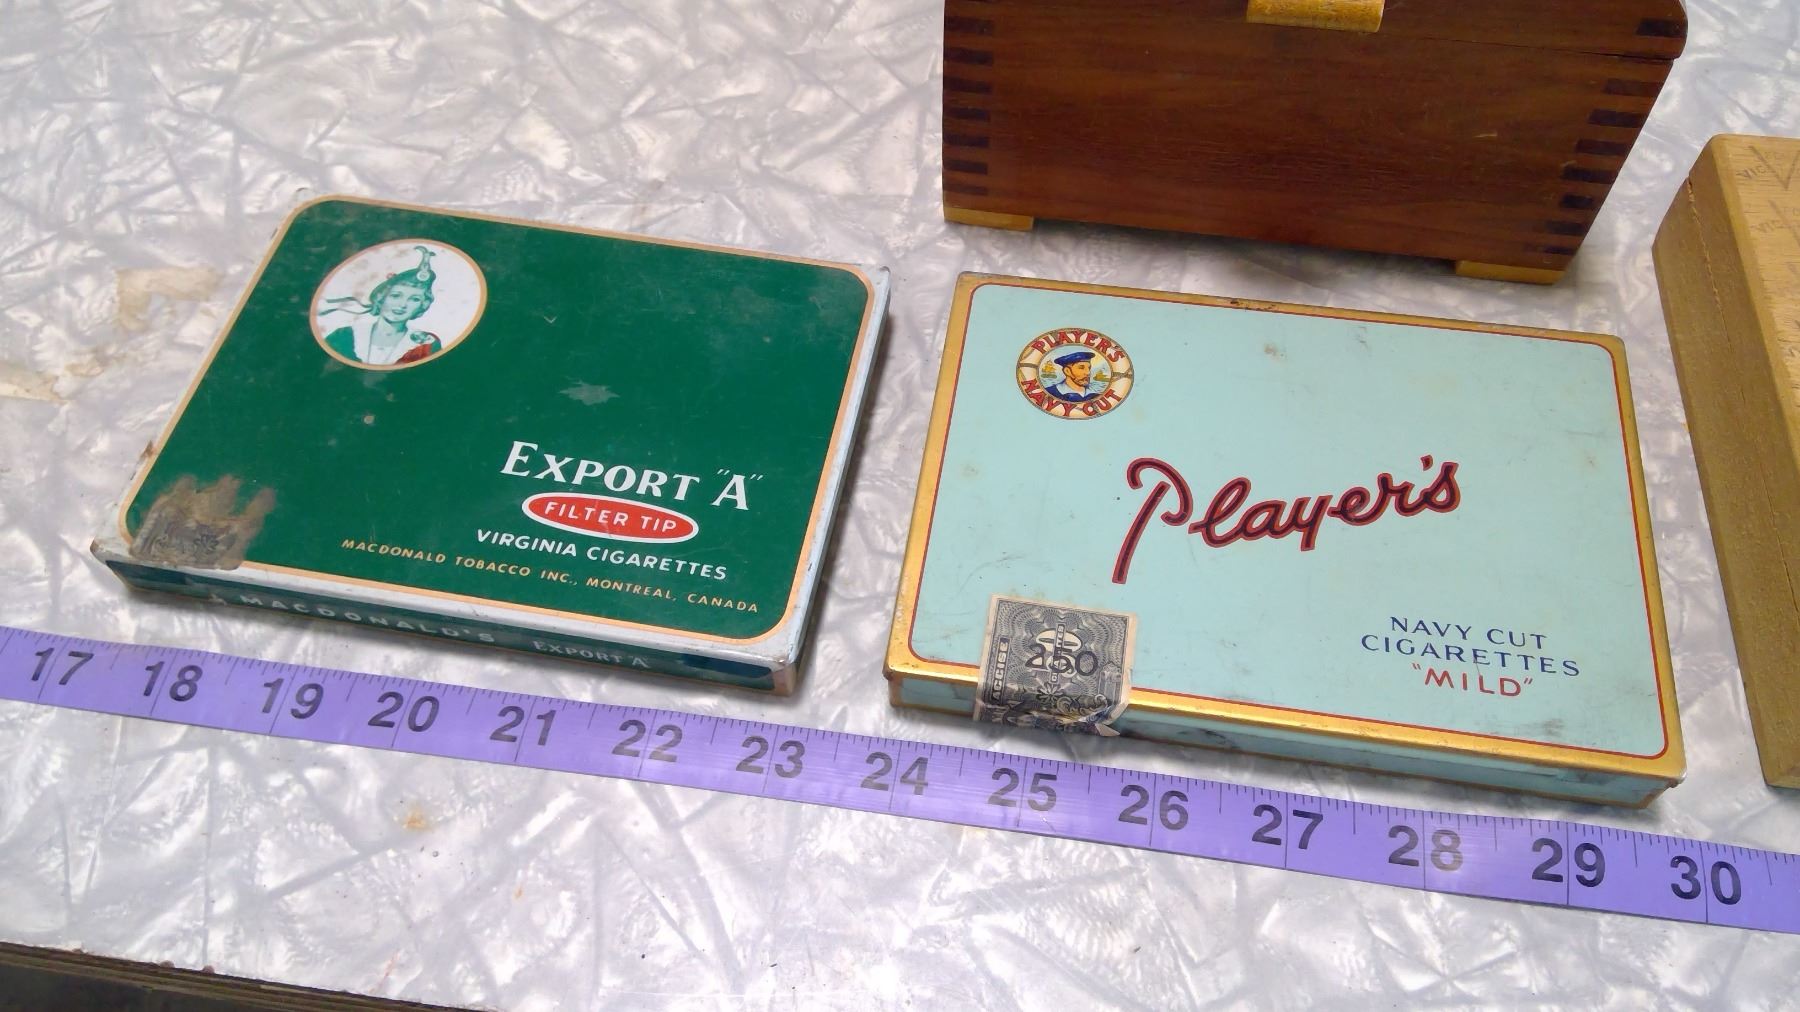 EXPORT "A"
FILTER TIP
VIRGINIA CIGARETTES
MACDONALD TOBACCO INC., MONTREAL, CANADA
MACDONALD'S EXPORT "A"
PLAYER'S
NAVY CUT
Player's
NAVY CUT
CIGARETTES
"MILD"
ACCISE
17 18 19 20 21 22 23 24 25 26 27 28 29 30